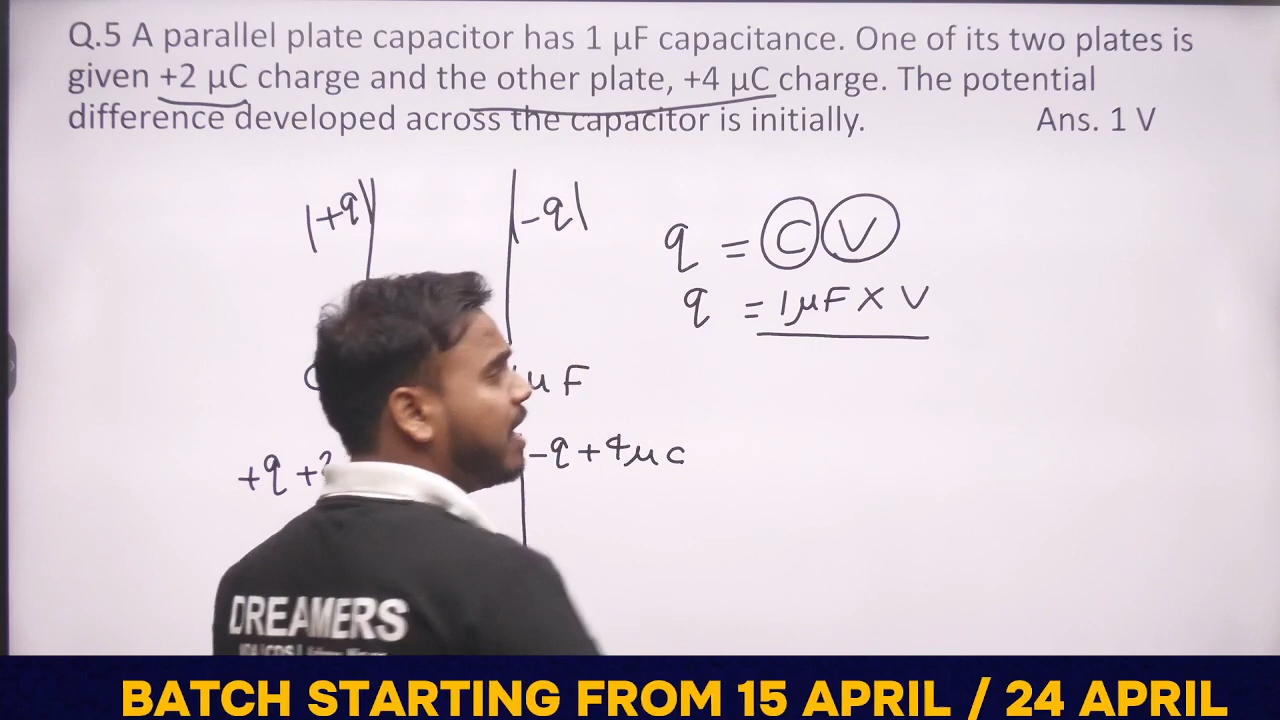 Q.5 A parallel plate capacitor has 1 μF capacitance. One of its two plates is
given +2 μC charge and the other plate, +4 μC charge. The potential
difference developed across the capacitor is initially. Ans. 1 V
|+q| |-q| q = C V
q = 1μF X V
μ F
+q + -q + 4μc
DREAMERS
BATCH STARTING FROM 15 APRIL / 24 APRIL